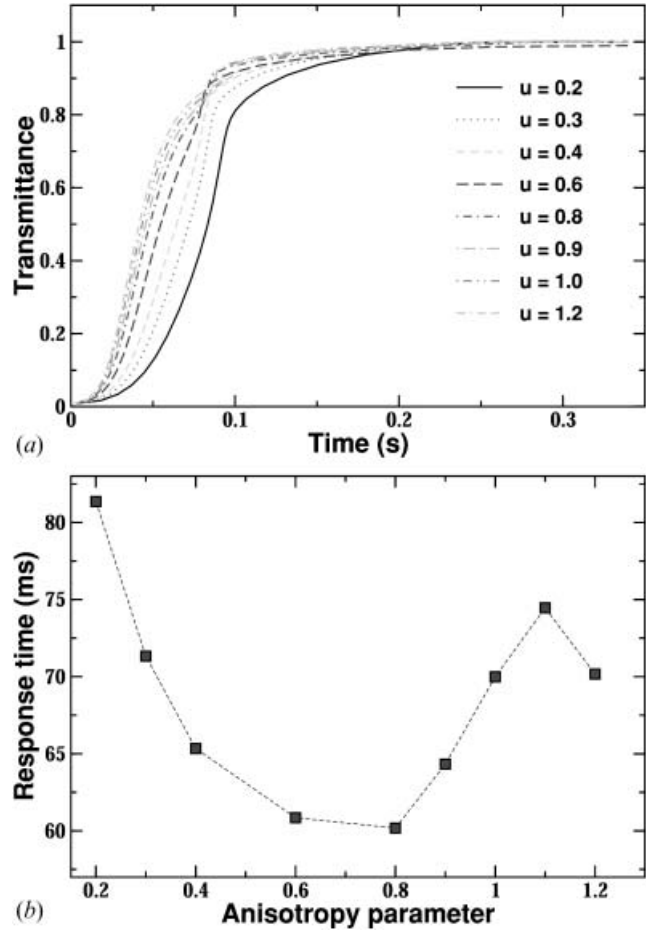 1
0.8
0.6
0.4
0.2
0
Transmittance
u = 0.2
u = 0.3
u = 0.4
u = 0.6
u = 0.8
u = 0.9
u = 1.0
u = 1.2
0 0.1 0.2 0.3
Time (s)
(a)
80
75
70
65
60
Response time (ms)
0.2 0.4 0.6 0.8 1 1.2
Anisotropy parameter
(b)